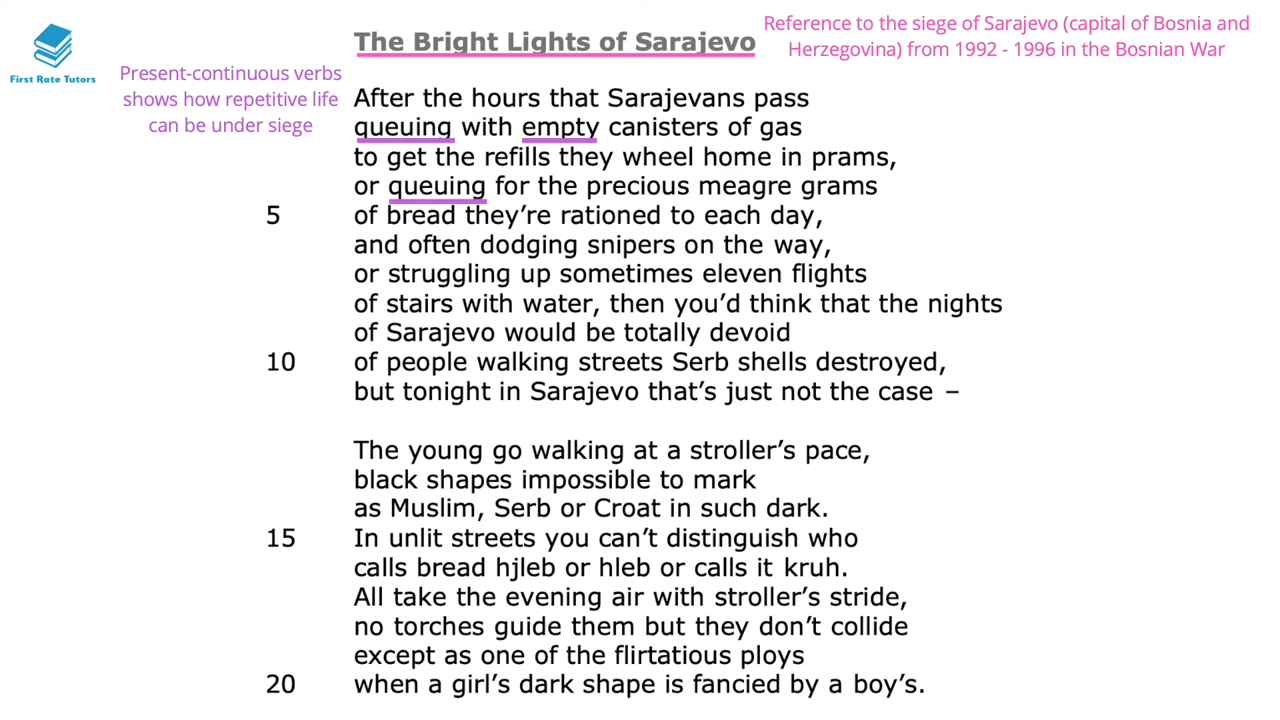 The Bright Lights of Sarajevo
Reference to the siege of Sarajevo (capital of Bosnia and
Herzegovina) from 1992 - 1996 in the Bosnian War
First Rate Tutors
Present-continuous verbs
shows how repetitive life
can be under siege
After the hours that Sarajevans pass
queuing with empty canisters of gas
to get the refills they wheel home in prams,
or queuing for the precious meagre grams
5 of bread they're rationed to each day,
and often dodging snipers on the way,
or struggling up sometimes eleven flights
of stairs with water, then you'd think that the nights
of Sarajevo would be totally devoid
10 of people walking streets Serb shells destroyed,
but tonight in Sarajevo that's just not the case –
The young go walking at a stroller's pace,
black shapes impossible to mark
as Muslim, Serb or Croat in such dark.
15 In unlit streets you can't distinguish who
calls bread hjleb or hleb or calls it kruh.
All take the evening air with stroller's stride,
no torches guide them but they don't collide
except as one of the flirtatious ploys
20 when a girl's dark shape is fancied by a boy's.